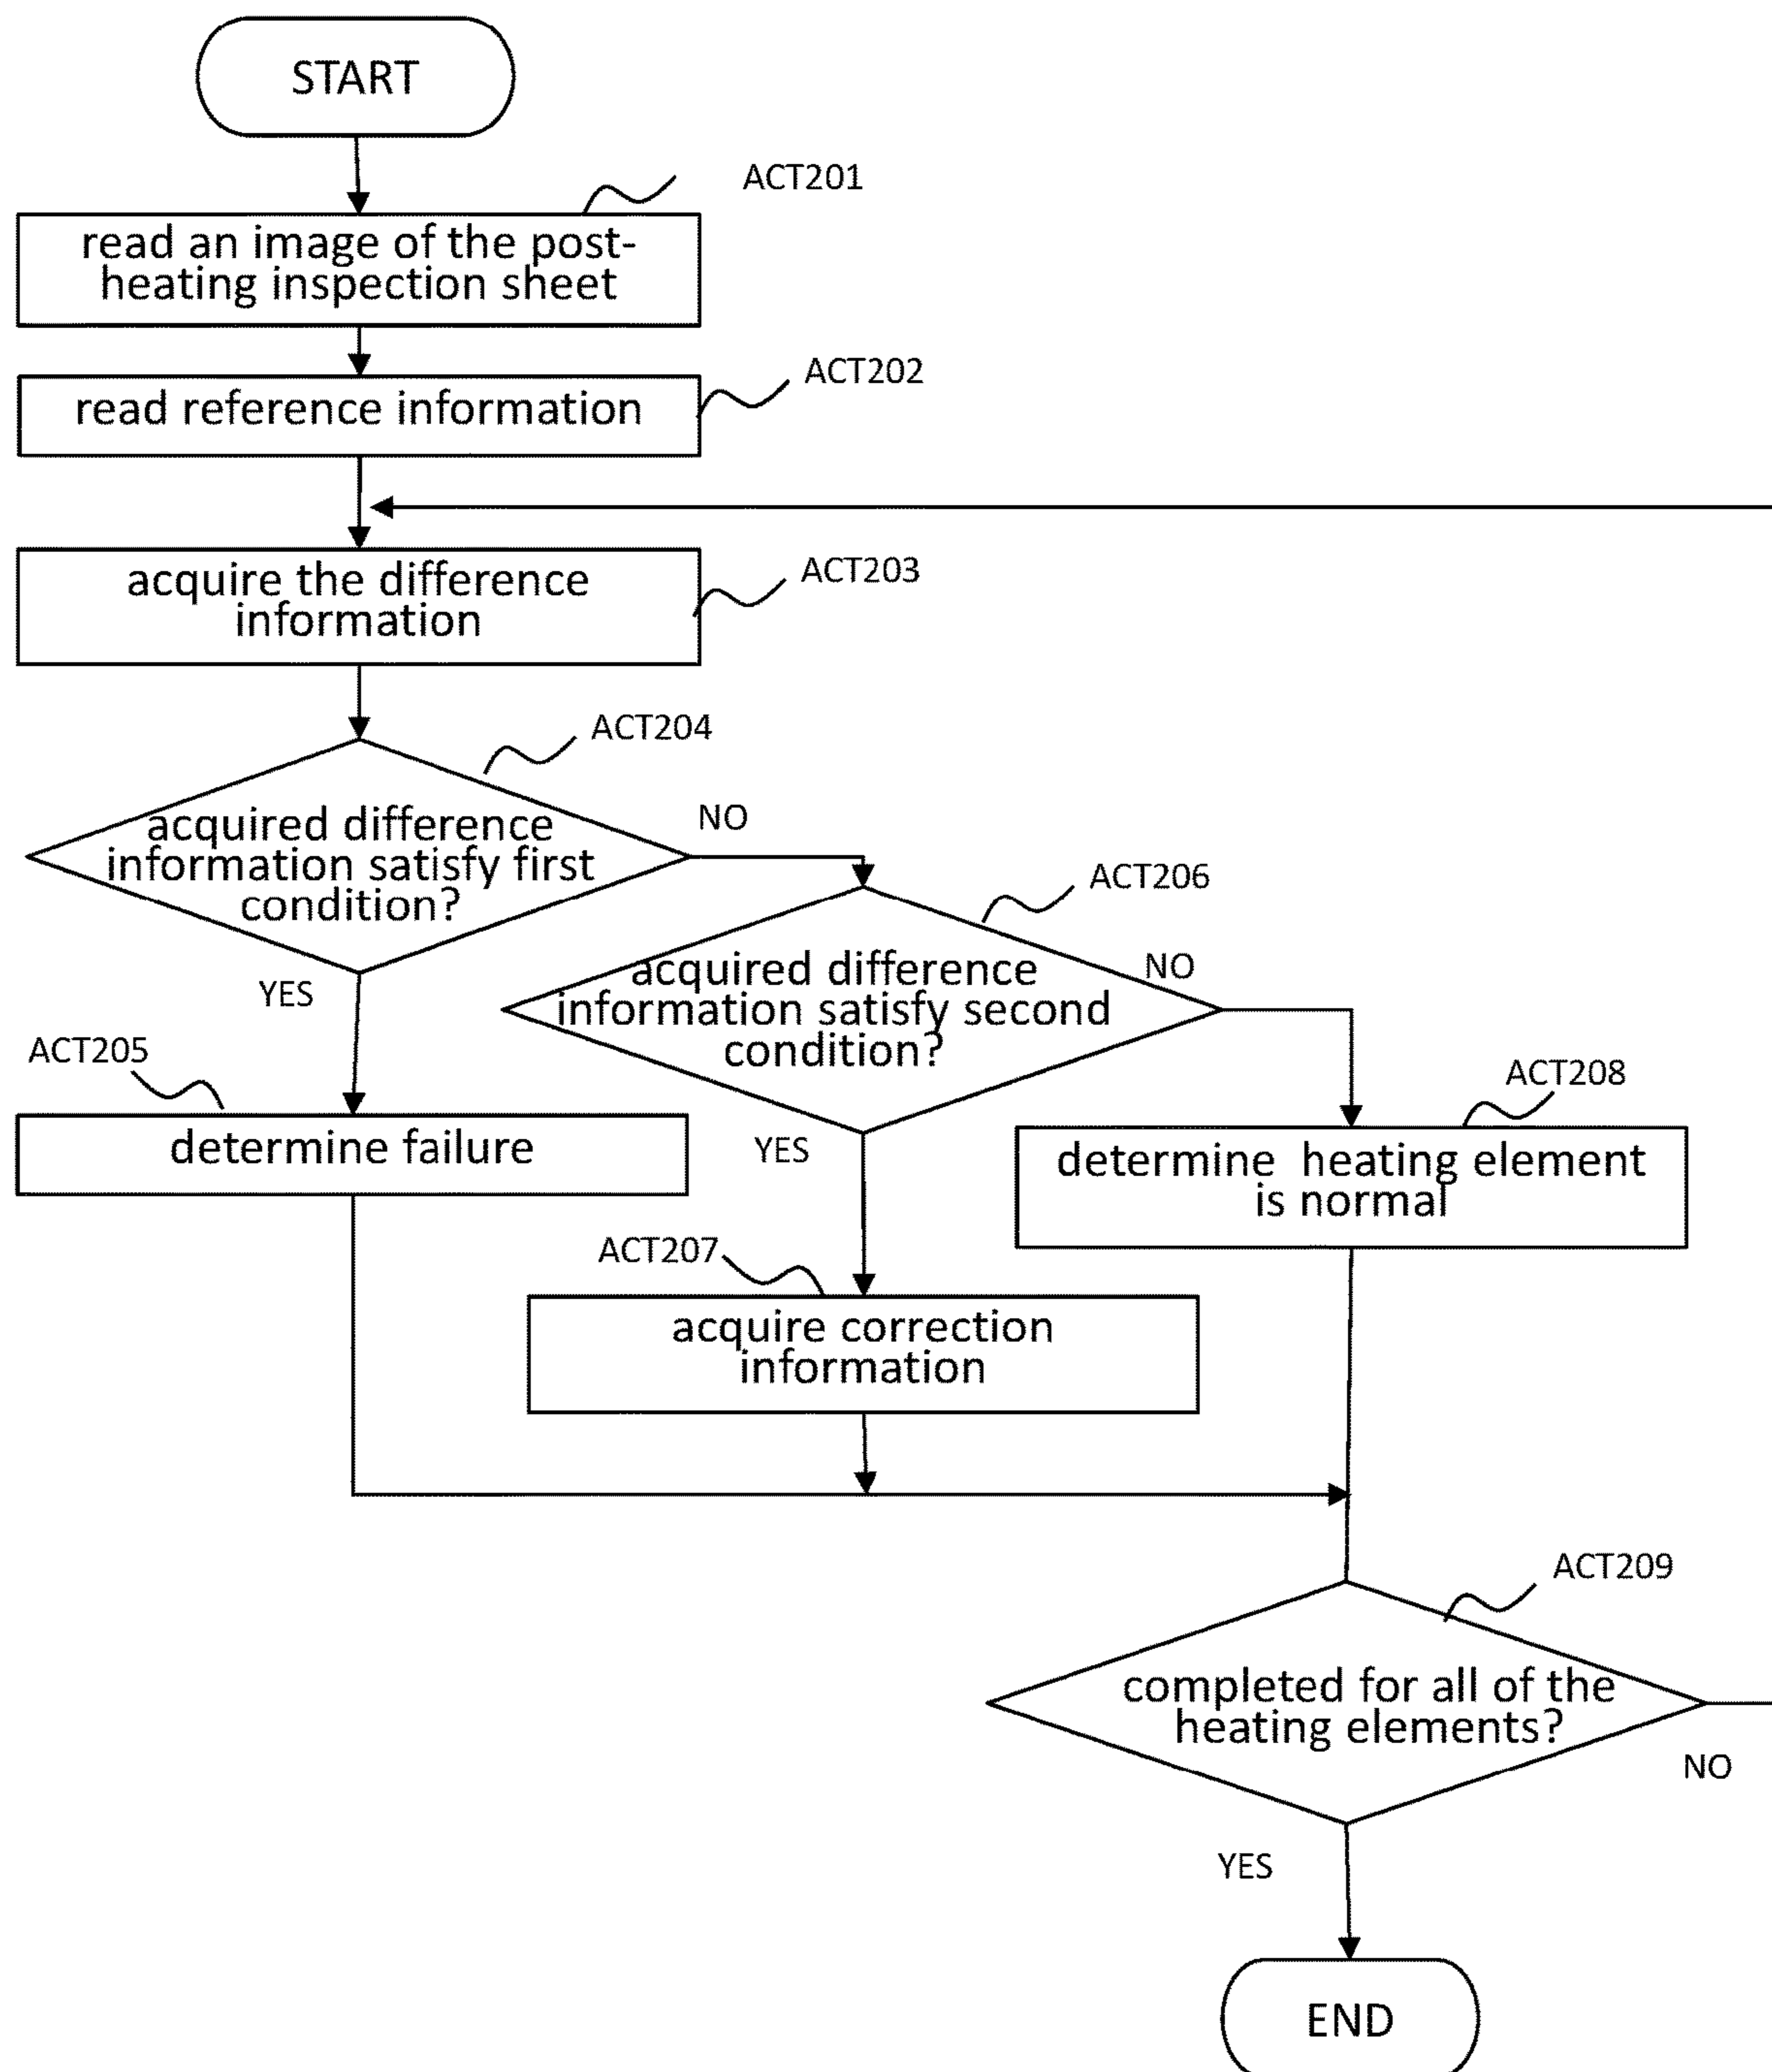 START
ACT201
read an image of the post-
heating inspection sheet
ACT202
read reference information
ACT203
acquire the difference
information
ACT204
acquired difference
information satisfy first
condition?
NO
YES
ACT206
acquired difference
information satisfy second
condition?
NO
YES
ACT205
determine failure
ACT208
determine  heating element
is normal
ACT207
acquire correction
information
ACT209
completed for all of the
heating elements?
NO
YES
END